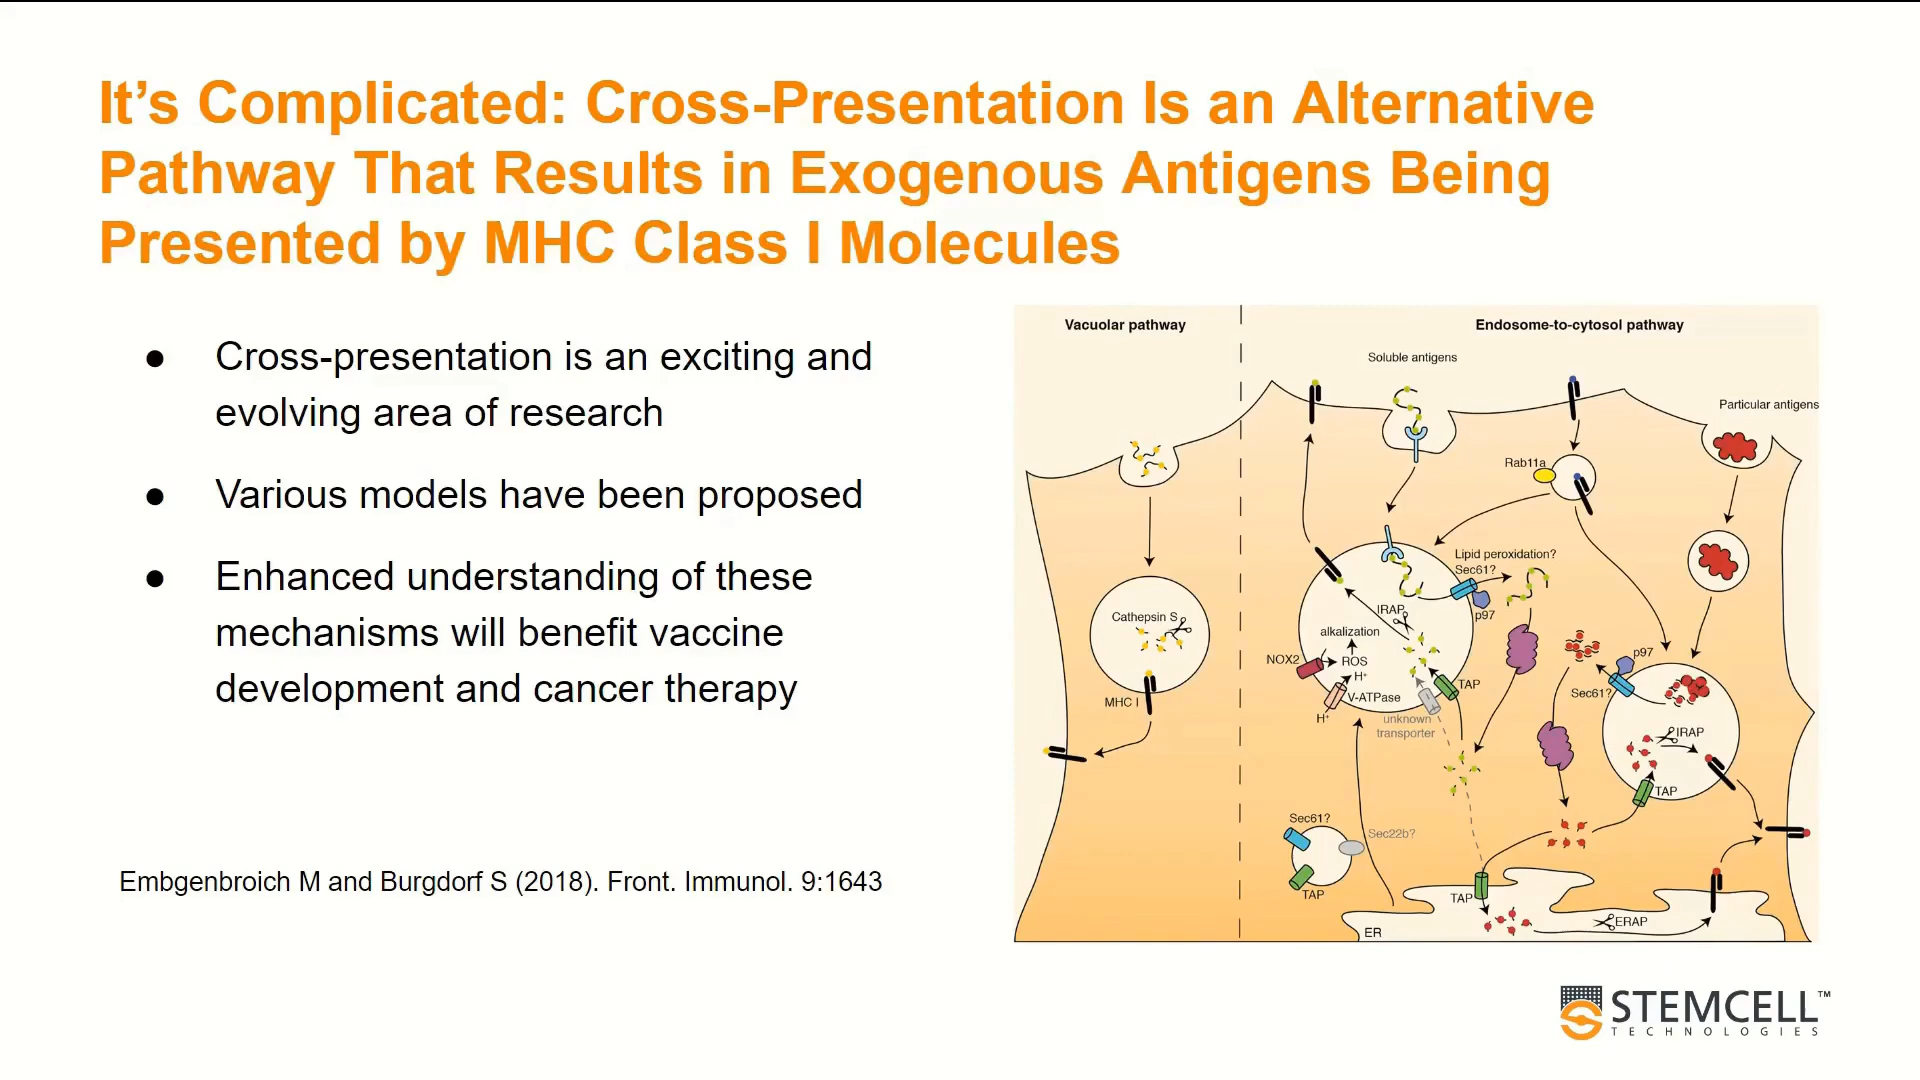 It’s Complicated: Cross-Presentation Is an Alternative
Pathway That Results in Exogenous Antigens Being
Presented by MHC Class I Molecules
● Cross-presentation is an exciting and
evolving area of research
● Various models have been proposed
● Enhanced understanding of these
mechanisms will benefit vaccine
development and cancer therapy
Embgenbroich M and Burgdorf S (2018). Front. Immunol. 9:1643
Vacuolar pathway
Endosome-to-cytosol pathway
Soluble antigens
Particular antigens
Rab11a
Lipid peroxidation?
Sec61?
p97
Cathepsin S
IRAP
alkalization
NOX2
ROS
H+
V-ATPase
H+
TAP
unknown
transporter
MHC I
p97
Sec61?
IRAP
TAP
Sec61?
Sec22b?
TAP
TAP
ERAP
ER
STEMCELL™
TECHNOLOGIES